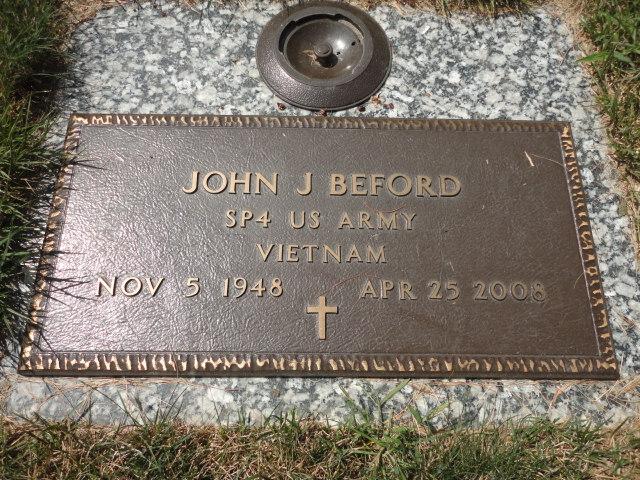 JOHN J BEFORD
SP4 US ARMY
VIETNAM
NOV 5 1948 APR 25 2008